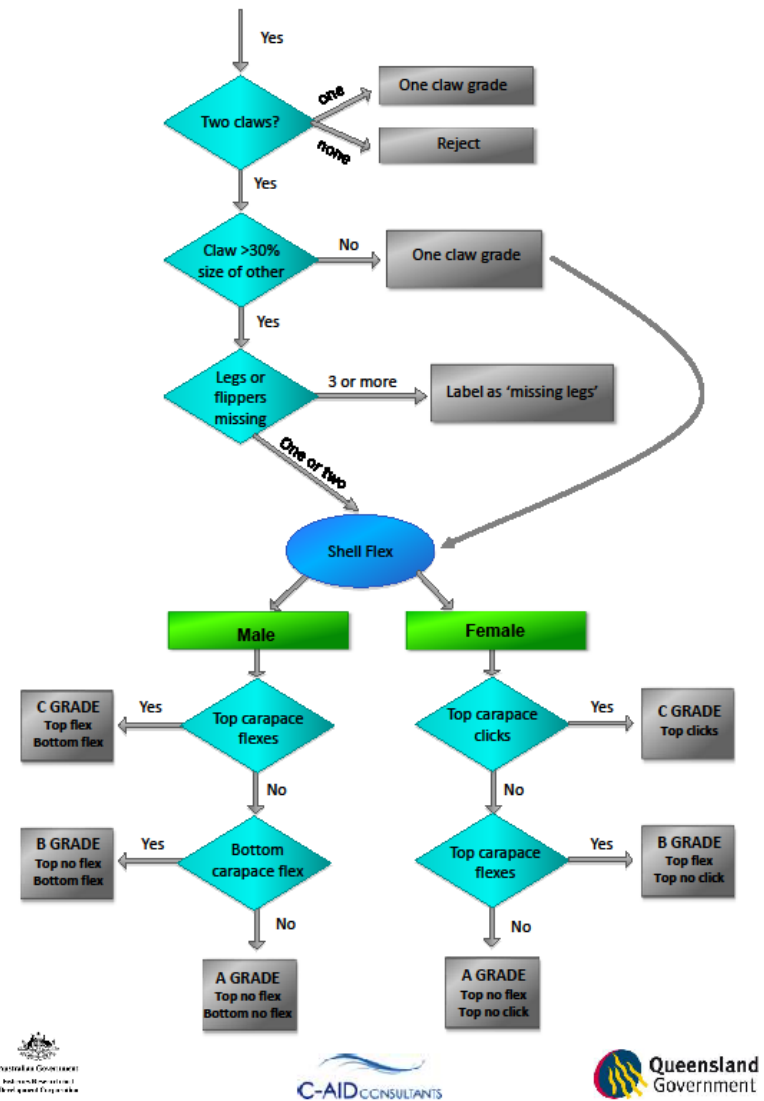 Yes
Two claws?
one
One claw grade
none
Reject
Yes
Claw >30%
size of other
No
One claw grade
Yes
Legs or
flippers
missing
3 or more
Label as ‘missing legs’
One or two
Shell Flex
Male
Female
Top carapace
flexes
Yes
C GRADE
Top flex
Bottom flex
No
Top carapace
clicks
Yes
C GRADE
Top clicks
No
Bottom
carapace flex
Yes
B GRADE
Top no flex
Bottom flex
No
Top carapace
flexes
Yes
B GRADE
Top flex
Top no click
No
A GRADE
Top no flex
Bottom no flex
A GRADE
Top no flex
Top no click
Australian Government
Fisheries Research and
Development Corporation
C-AID CONSULTANTS
Queensland
Government